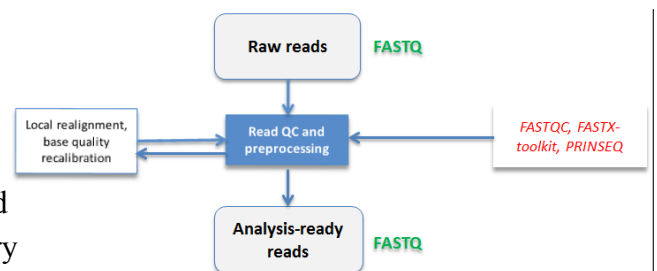 Raw reads
FASTQ
Local realignment,
base quality
recalibration
Read QC and
preprocessing
FASTQC, FASTX-
toolkit, PRINSEQ
Analysis-ready
reads
FASTQ